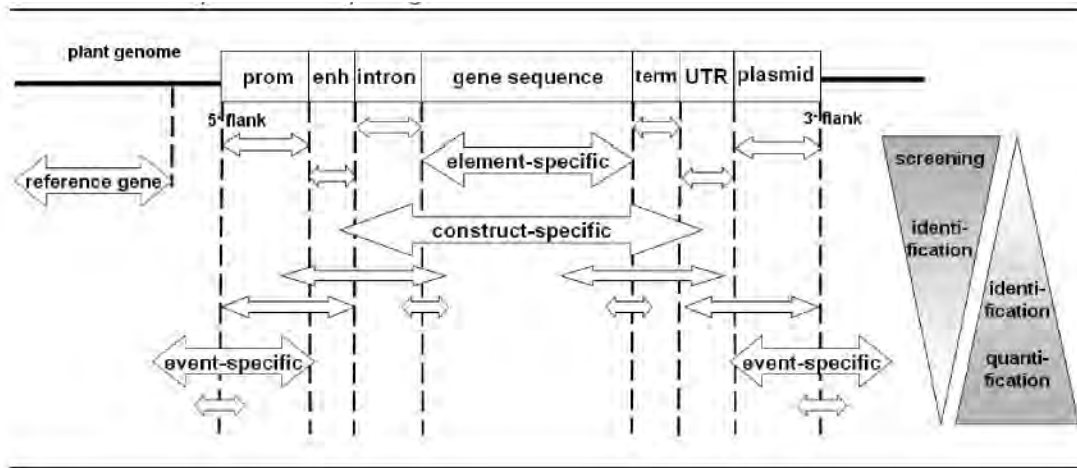 plant genome
prom enh intron gene sequence term UTR plasmid
5' flank 3' flank
element-specific
screening
reference gene
construct-specific
identi-
fication
identi-
fication
event-specific event-specific
quanti-
fication